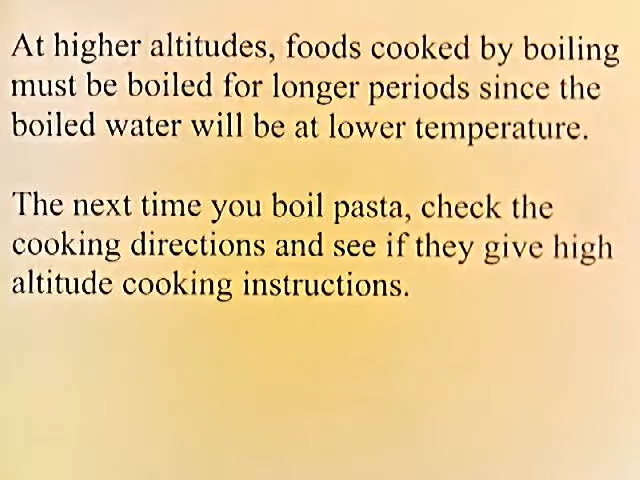 At higher altitudes, foods cooked by boiling
must be boiled for longer periods since the
boiled water will be at lower temperature.
The next time you boil pasta, check the
cooking directions and see if they give high
altitude cooking instructions.